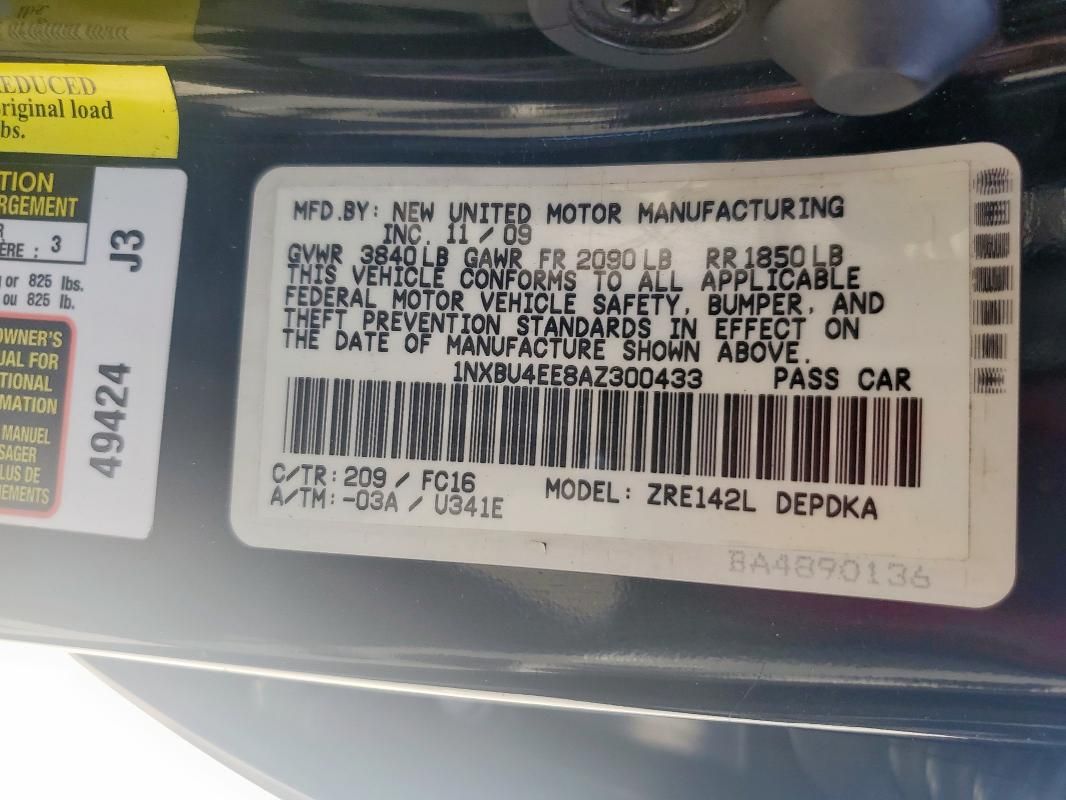 REDUCED
original load
lbs.
TION
RGEMENT
ERE : 3
or 825 lbs.
ou 825 lb.
OWNER'S
UAL FOR
TIONAL
MATION
MANUEL
SAGER
LUS DE
NEMENTS
J3
49424
MFD.BY: NEW UNITED MOTOR MANUFACTURING
INC. 11 / 09
GVWR 3840 LB GAWR FR 2090 LB RR 1850 LB
THIS VEHICLE CONFORMS TO ALL APPLICABLE
FEDERAL MOTOR VEHICLE SAFETY, BUMPER, AND
THEFT PREVENTION STANDARDS IN EFFECT ON
THE DATE OF MANUFACTURE SHOWN ABOVE.
1NXBU4EE8AZ300433 PASS CAR
C/TR: 209 / FC16
A/TM: -03A / U341E
MODEL: ZRE142L DEPDKA
BA4890136